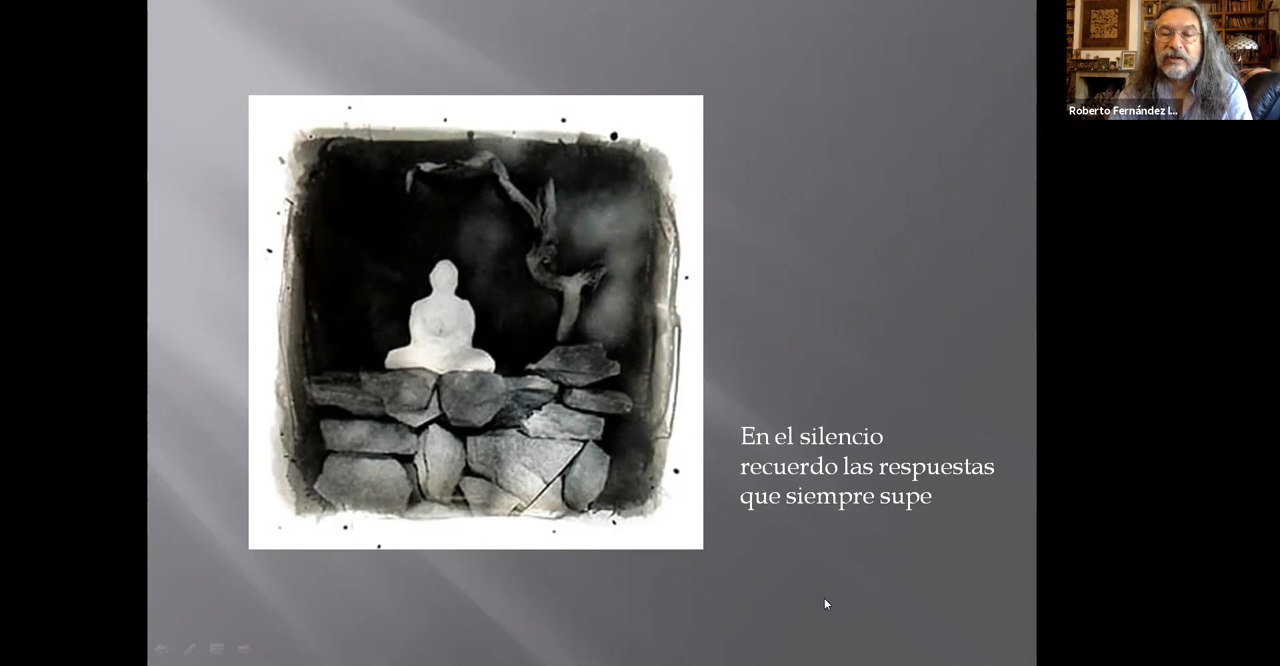 En el silencio
recuerdo las respuestas
que siempre supe
Roberto Fernández I...